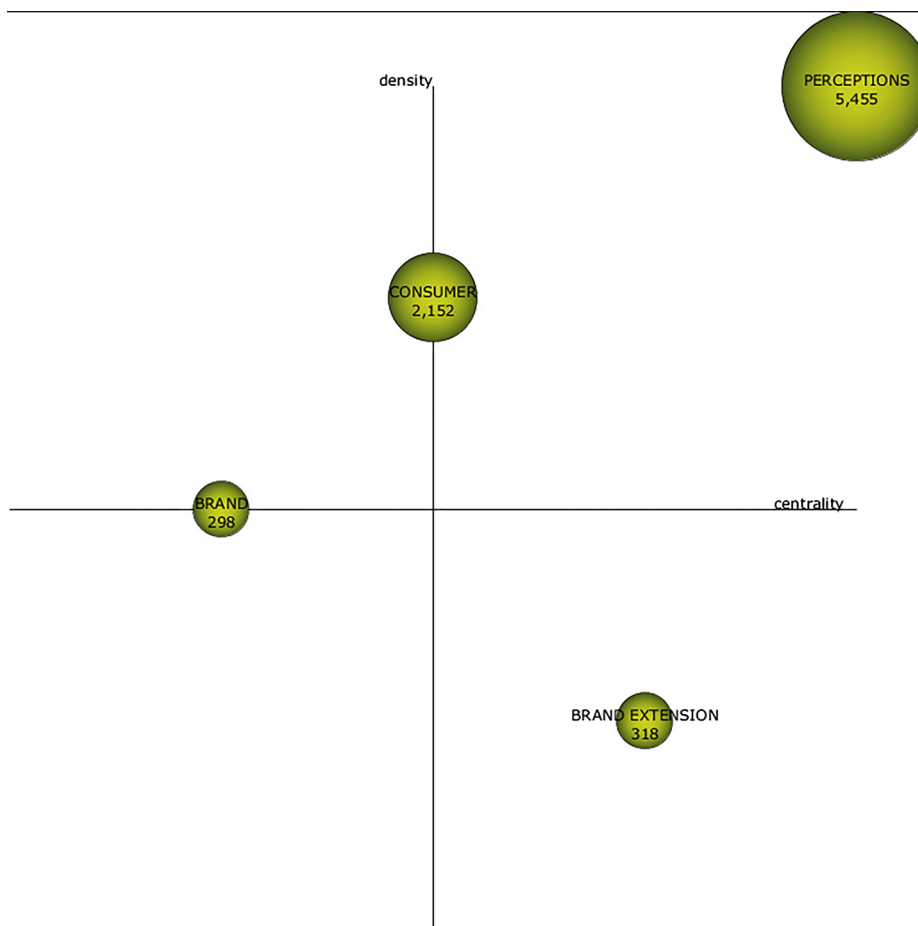 density
PERCEPTIONS
5,455
CONSUMER
2,152
BRAND
298
centrality
BRAND EXTENSION
318